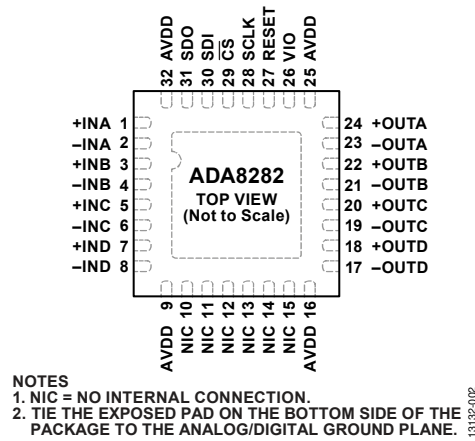 32 AVDD
31 SDO
30 SDI
29 CS
28 SCLK
27 RESET
26 VIO
25 AVDD
+INA 1
–INA 2
+INB 3
–INB 4
+INC 5
–INC 6
+IND 7
–IND 8
ADA8282
TOP VIEW
(Not to Scale)
24 +OUTA
23 –OUTA
22 +OUTB
21 –OUTB
20 +OUTC
19 –OUTC
18 +OUTD
17 –OUTD
AVDD 9
NIC 10
NIC 11
NIC 12
NIC 13
NIC 14
NIC 15
AVDD 16
NOTES
1. NIC = NO INTERNAL CONNECTION.
2. TIE THE EXPOSED PAD ON THE BOTTOM SIDE OF THE
PACKAGE TO THE ANALOG/DIGITAL GROUND PLANE.
13132-002